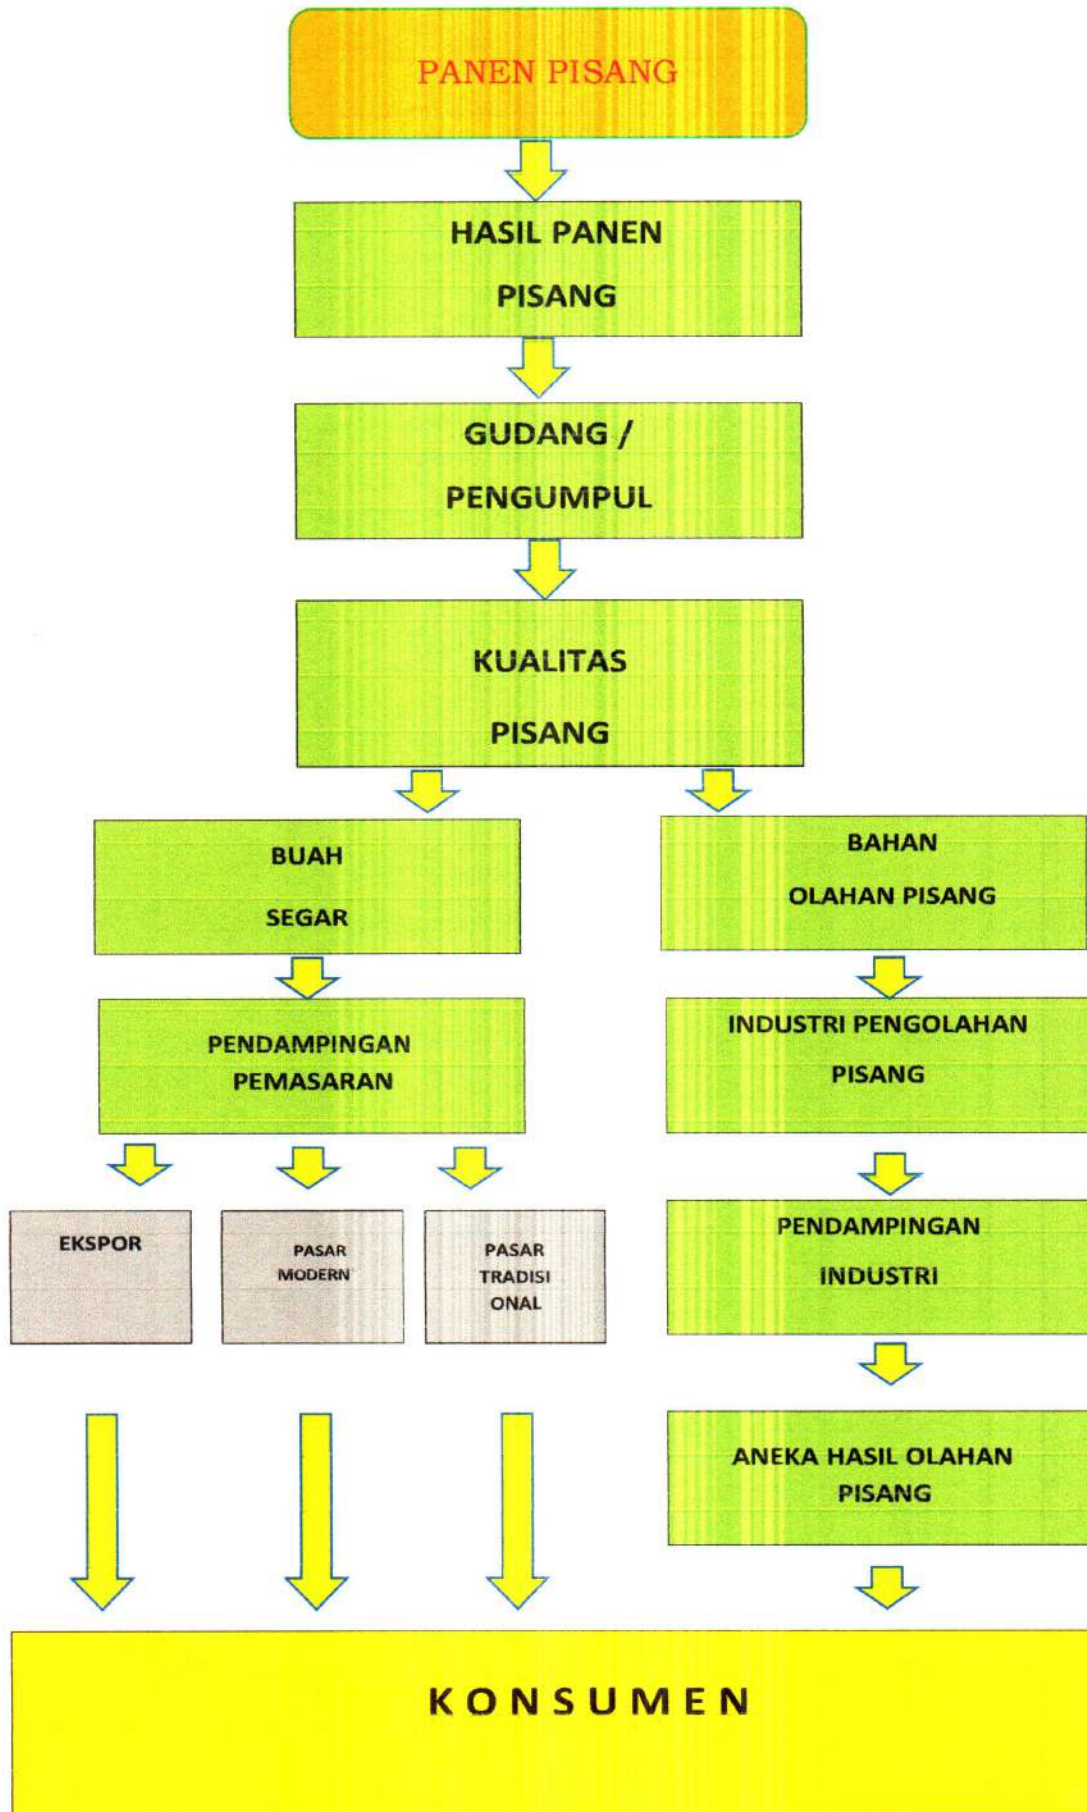 PANEN PISANG
HASIL PANEN
PISANG
GUDANG /
PENGUMPUL
KUALITAS
PISANG
BUAH
SEGAR
BAHAN
OLAHAN PISANG
PENDAMPINGAN
PEMASARAN
INDUSTRI PENGOLAHAN
PISANG
EKSPOR
PASAR
MODERN
PASAR
TRADISI
ONAL
PENDAMPINGAN
INDUSTRI
ANEKA HASIL OLAHAN
PISANG
K O N S U M E N